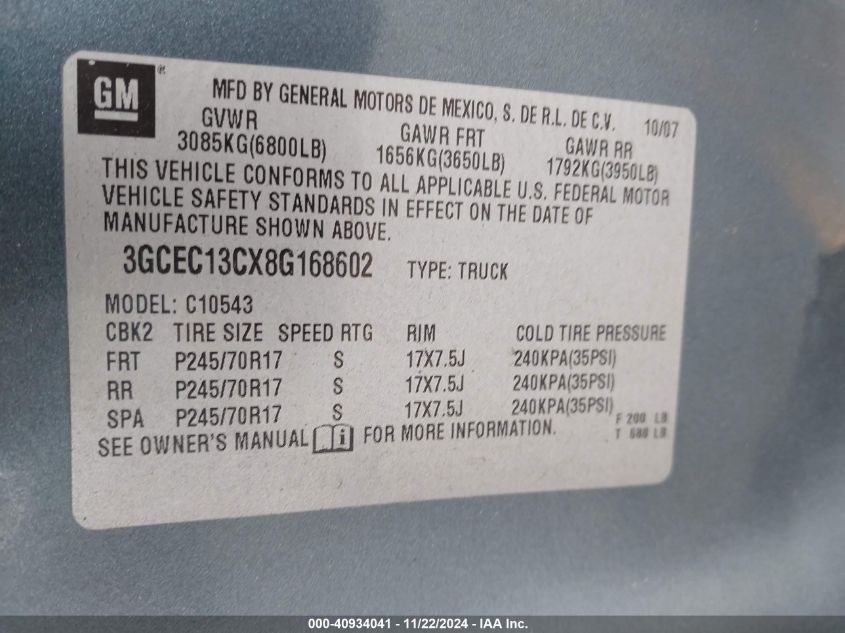 GM ®
MFD BY GENERAL MOTORS DE MEXICO, S. DE R.L. DE C.V. 10/07
GVWR GAWR FRT GAWR RR
3085KG(6800LB) 1656KG(3650LB) 1792KG(3950LB)
THIS VEHICLE CONFORMS TO ALL APPLICABLE U.S. FEDERAL MOTOR
VEHICLE SAFETY STANDARDS IN EFFECT ON THE DATE OF
MANUFACTURE SHOWN ABOVE.
3GCEC13CX8G168602 TYPE: TRUCK
MODEL: C10543
CBK2 TIRE SIZE SPEED RTG RIM COLD TIRE PRESSURE
FRT P245/70R17 S 17X7.5J 240KPA(35PSI)
RR P245/70R17 S 17X7.5J 240KPA(35PSI)
SPA P245/70R17 S 17X7.5J 240KPA(35PSI)
F 200 LB
T 680 LB
SEE OWNER'S MANUAL i FOR MORE INFORMATION.
000-40934041 - 11/22/2024 - IAA Inc.